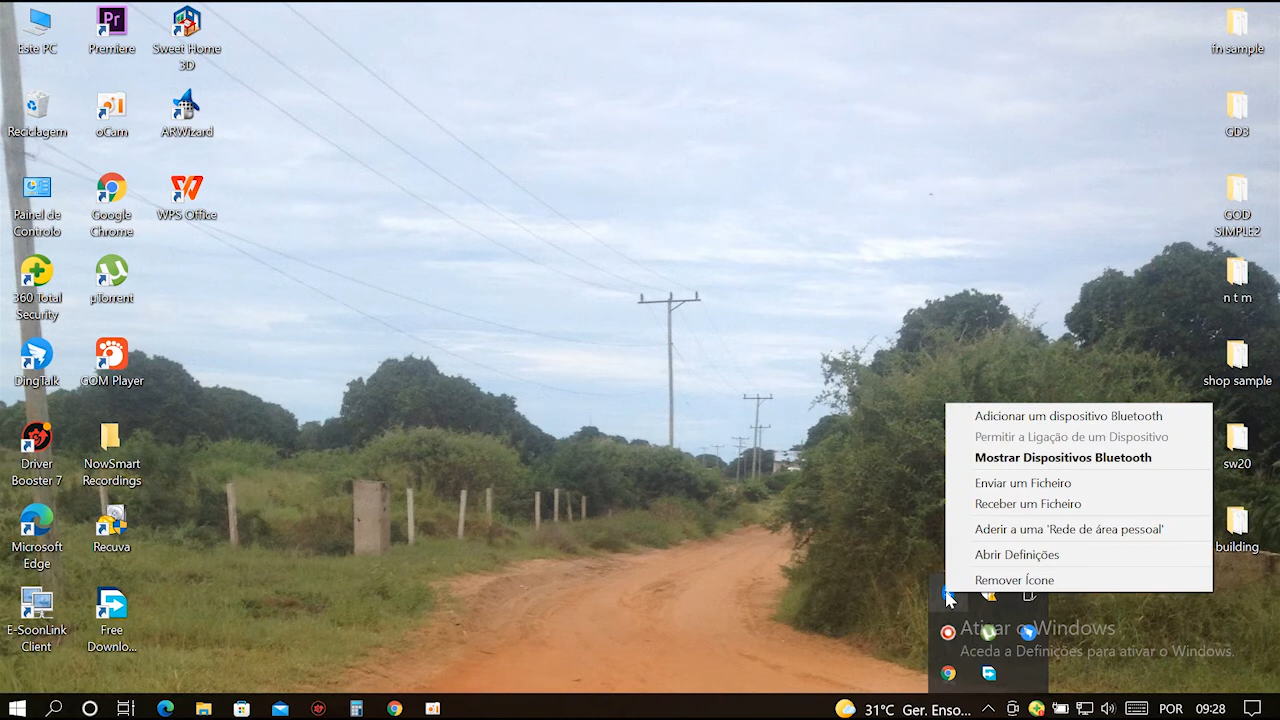 Este PC
Premiere
Sweet Home
3D
Reciclagem
oCam
ARWizard
Painel de
Controlo
Google
Chrome
WPS Office
360 Total
Security
µTorrent
DingTalk
GOM Player
Driver
Booster 7
NowSmart
Recordings
Microsoft
Edge
Recuva
E-SoonLink
Client
Free
Downlo...
fn sample
GD3
GOD
SIMPLE2
n t m
shop sample
sw20
building
Adicionar um dispositivo Bluetooth
Permitir a Ligação de um Dispositivo
Mostrar Dispositivos Bluetooth
Enviar um Ficheiro
Receber um Ficheiro
Aderir a uma 'Rede de área pessoal'
Abrir Definições
Remover Ícone
Ativar o Windows
Aceda a Definições para ativar o Windows.
31°C Ger. Enso...
POR
09:28